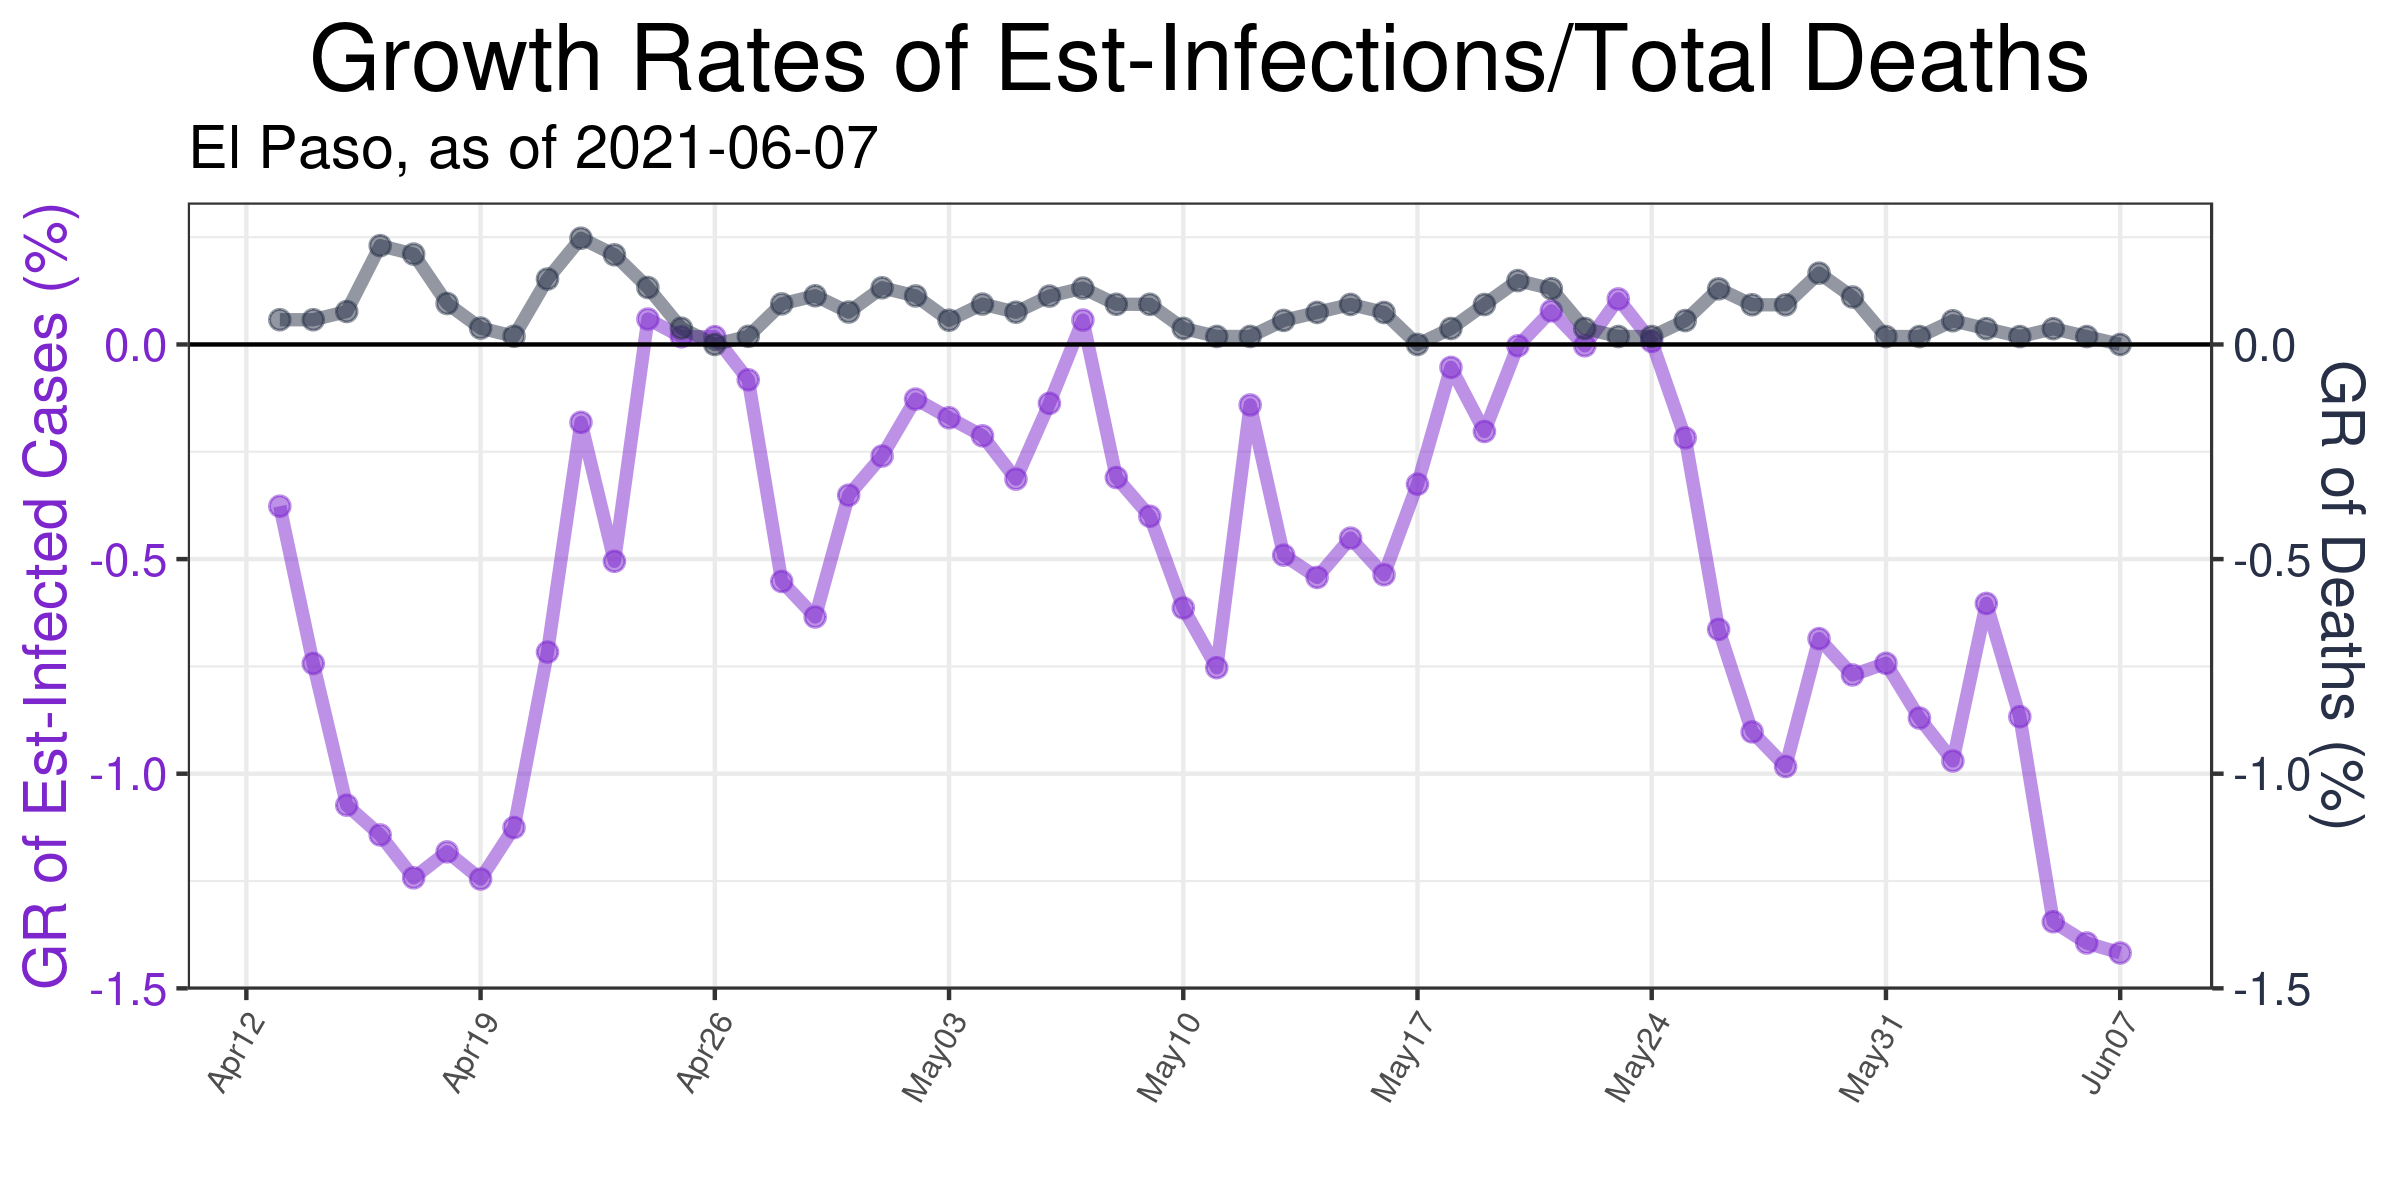 Growth Rates of Est-Infections/Total Deaths
El Paso, as of 2021-06-07
GR of Est-Infected Cases (%)
0.0
-0.5
-1.0
-1.5
0.0
-0.5
-1.0
-1.5
GR of Deaths (%)
Apr12
Apr19
Apr26
May03
May10
May17
May24
May31
Jun07